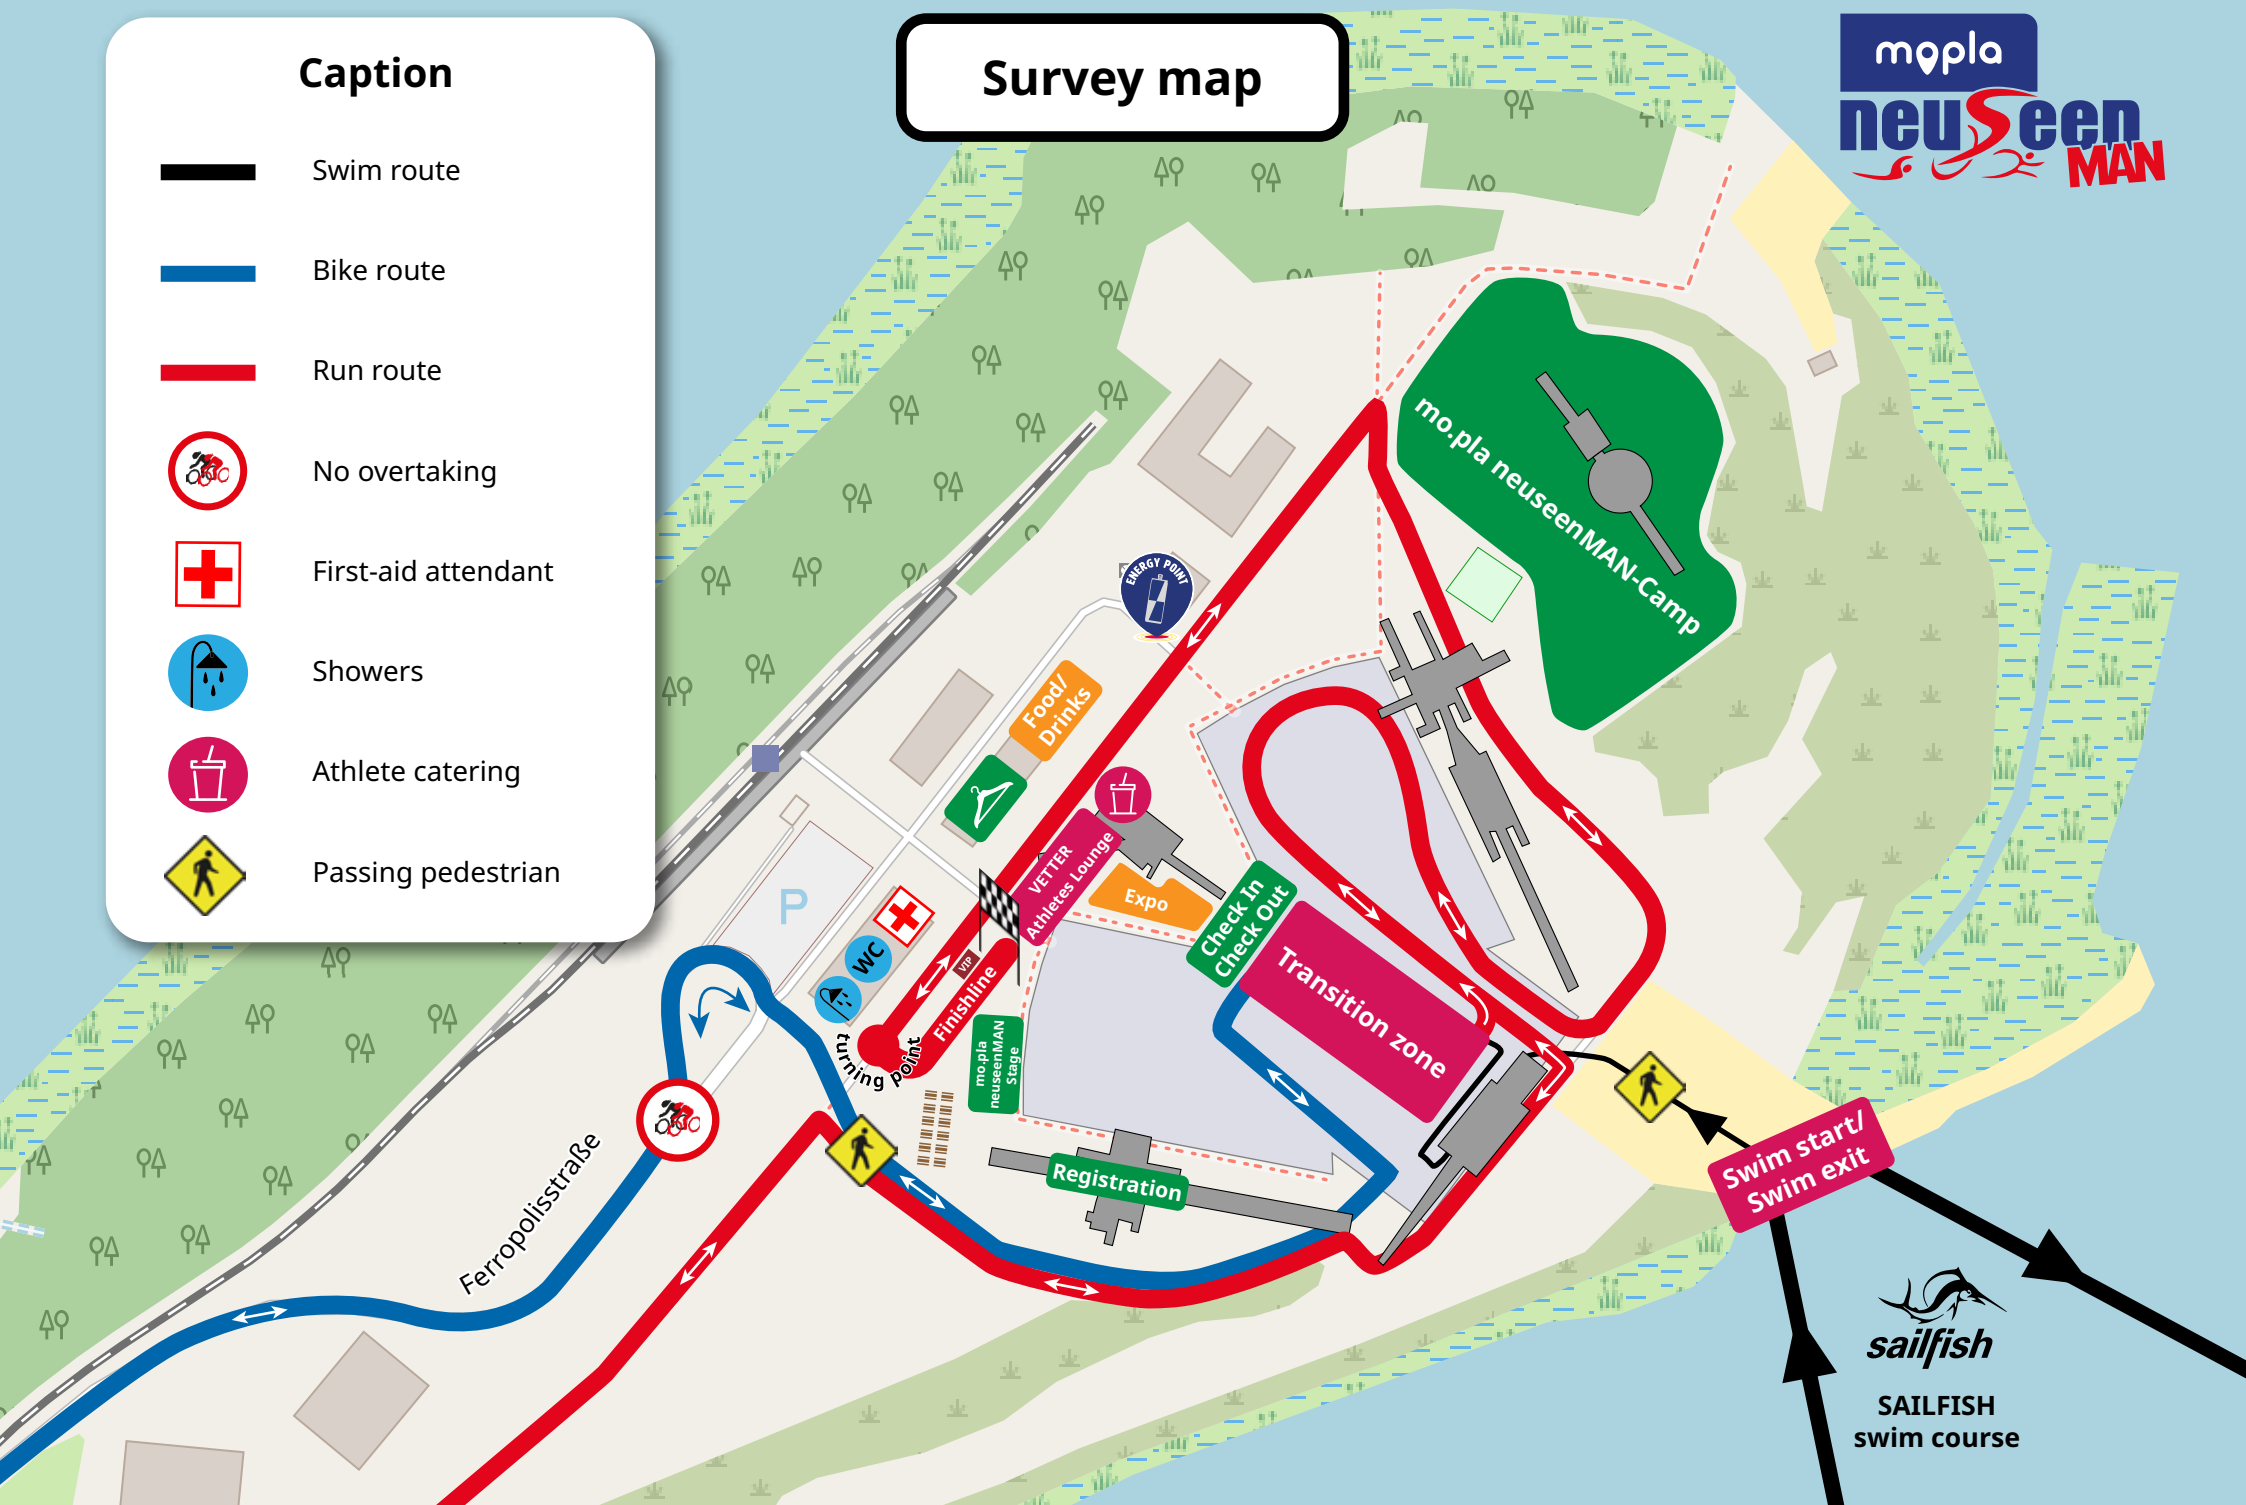 Caption
Swim route
Bike route
Run route
No overtaking
First-aid attendant
Showers
Athlete catering
Passing pedestrian
Survey map
mopla
neuSeen
MAN
mo.pla neuseenMAN-Camp
ENERGY POINT
Food/
Drinks
VETTER
Athletes Lounge
Expo
Check In
Check Out
Transition zone
P
WC
VIP
Finishline
turning point
mo.pla
neuseenMAN
Stage
Registration
Ferropolisstraße
Swim start/
Swim exit
sailfish
SAILFISH
swim course